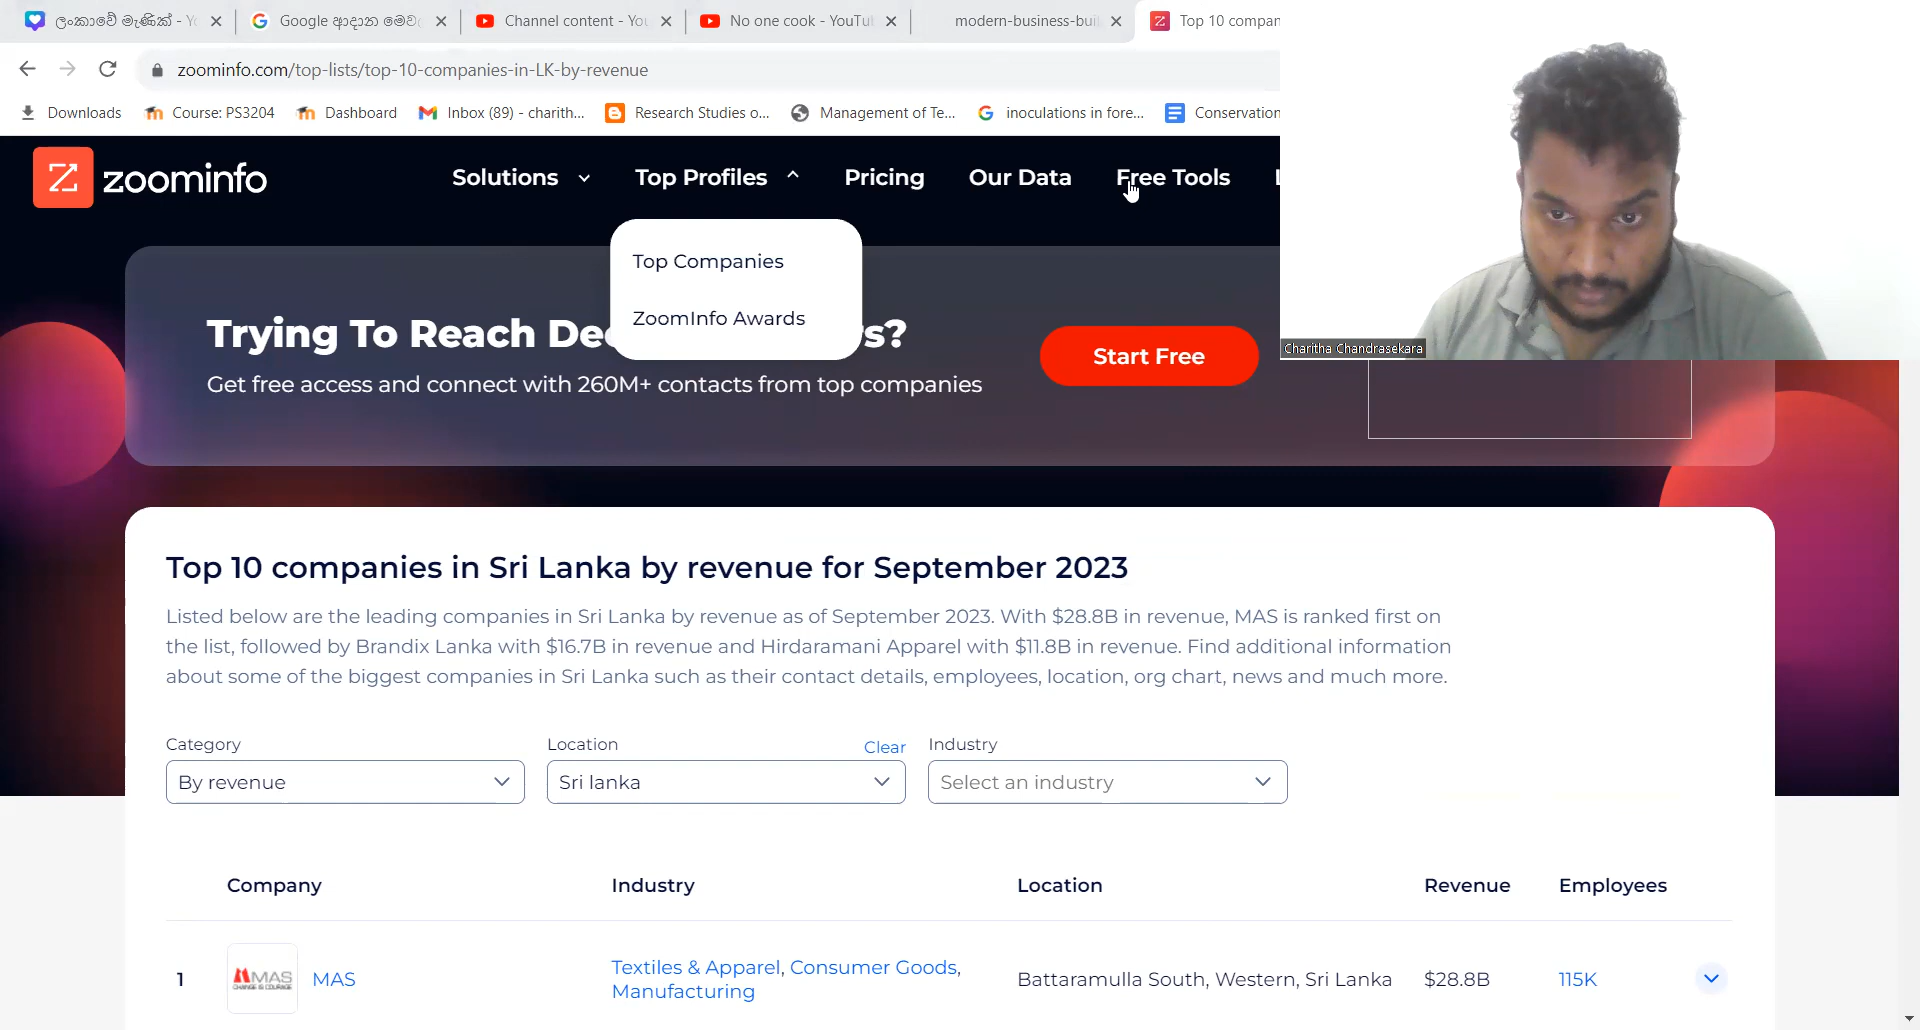 ලංකාවේ මැණික් - Yo
Google ආදාන මෙවල
Channel content - You
No one cook - YouTu
modern-business-buil
Top 10 compan
zoominfo.com/top-lists/top-10-companies-in-LK-by-revenue
Downloads
Course: PS3204
Dashboard
Inbox (89) - charith...
Research Studies o...
Management of Te...
inoculations in fore...
Conservation
zoominfo
Solutions
Top Profiles
Pricing
Our Data
Free Tools
Top Companies
ZoomInfo Awards
Trying To Reach De
s?
Get free access and connect with 260M+ contacts from top companies
Start Free
Charitha Chandrasekara
Top 10 companies in Sri Lanka by revenue for September 2023
Listed below are the leading companies in Sri Lanka by revenue as of September 2023. With $28.8B in revenue, MAS is ranked first on
the list, followed by Brandix Lanka with $16.7B in revenue and Hirdaramani Apparel with $11.8B in revenue. Find additional information
about some of the biggest companies in Sri Lanka such as their contact details, employees, location, org chart, news and much more.
Category
Location
Clear
Industry
By revenue
Sri lanka
Select an industry
Company
Industry
Location
Revenue
Employees
1
MAS
CHANGE IS COURAGE
MAS
Textiles & Apparel, Consumer Goods,
Manufacturing
Battaramulla South, Western, Sri Lanka
$28.8B
115K